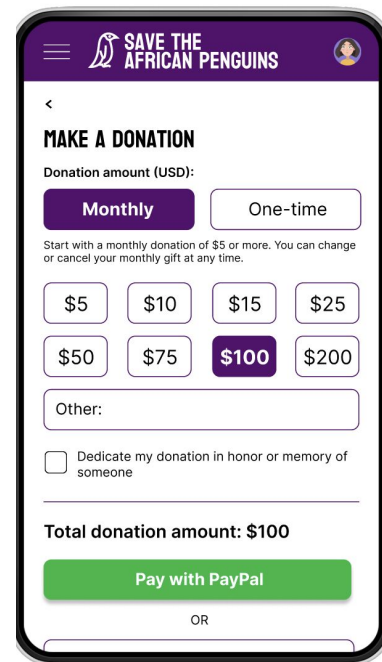 SAVE THE
AFRICAN PENGUINS
<
MAKE A DONATION
Donation amount (USD):
Monthly
One-time
Start with a monthly donation of $5 or more. You can change
or cancel your monthly gift at any time.
$5
$10
$15
$25
$50
$75
$100
$200
Other:
Dedicate my donation in honor or memory of
someone
Total donation amount: $100
Pay with PayPal
OR